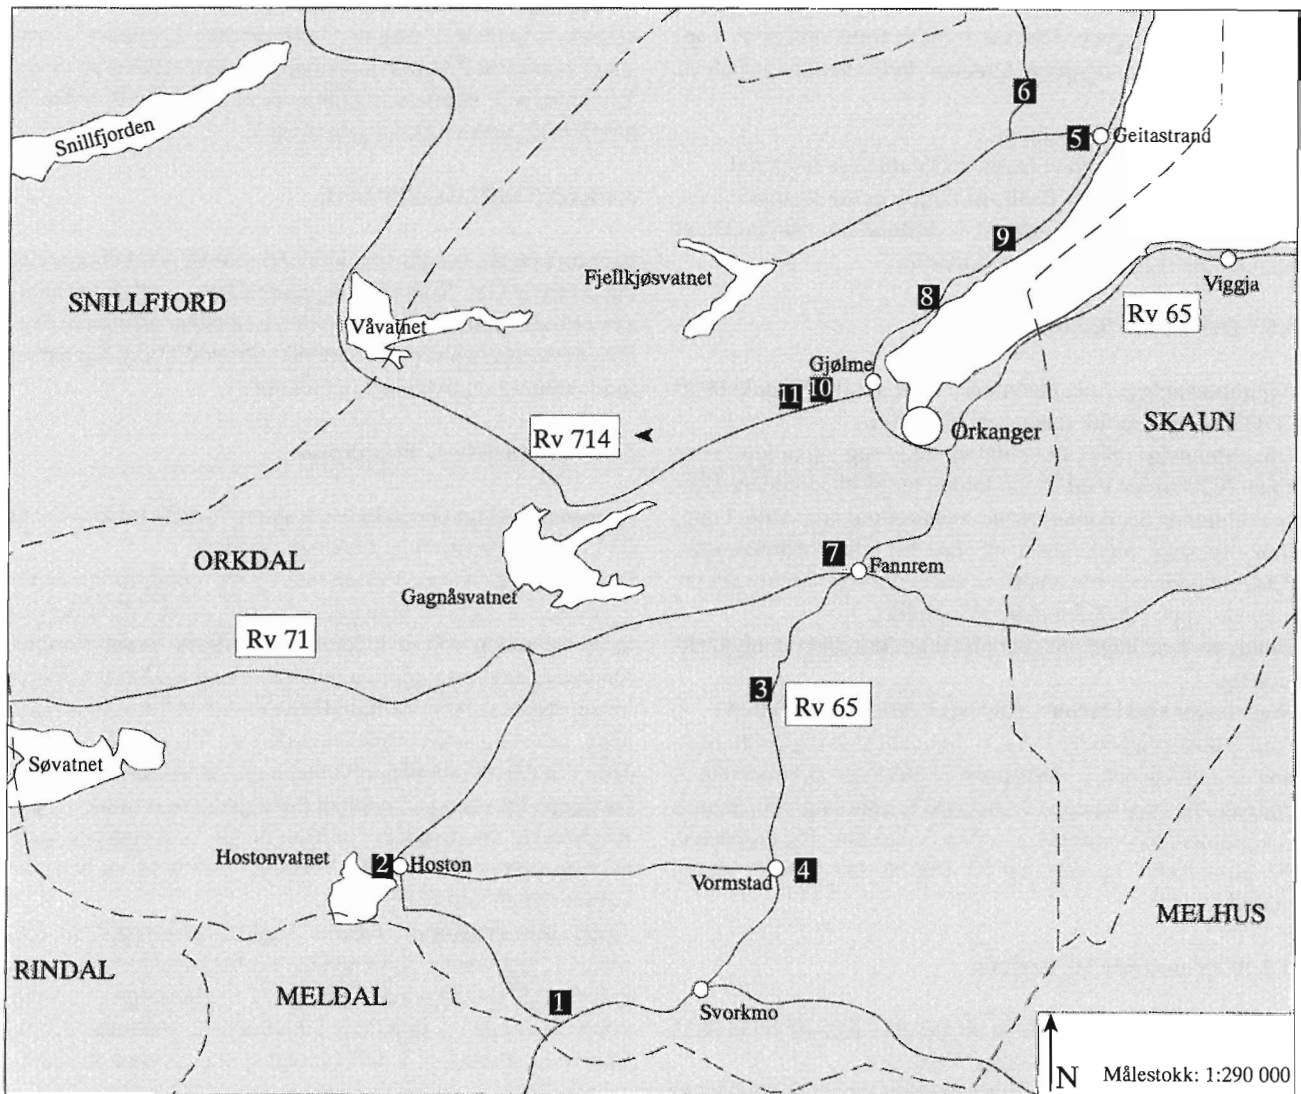 Snillfjorden
6
5
Geitastrand
9
Viggja
Fjellkjøsvatnet
SNILLFJORD
8
Rv 65
Våvatnet
Gjølme
11
10
SKAUN
Rv 714
Orkanger
7
Fannrem
ORKDAL
Gagnåsvatnet
Rv 71
3
Rv 65
Søvatnet
Hostonvatnet
2
Hoston
4
Vormstad
MELHUS
RINDAL
MELDAL
1
Svorkmo
N
Målestokk: 1:290 000